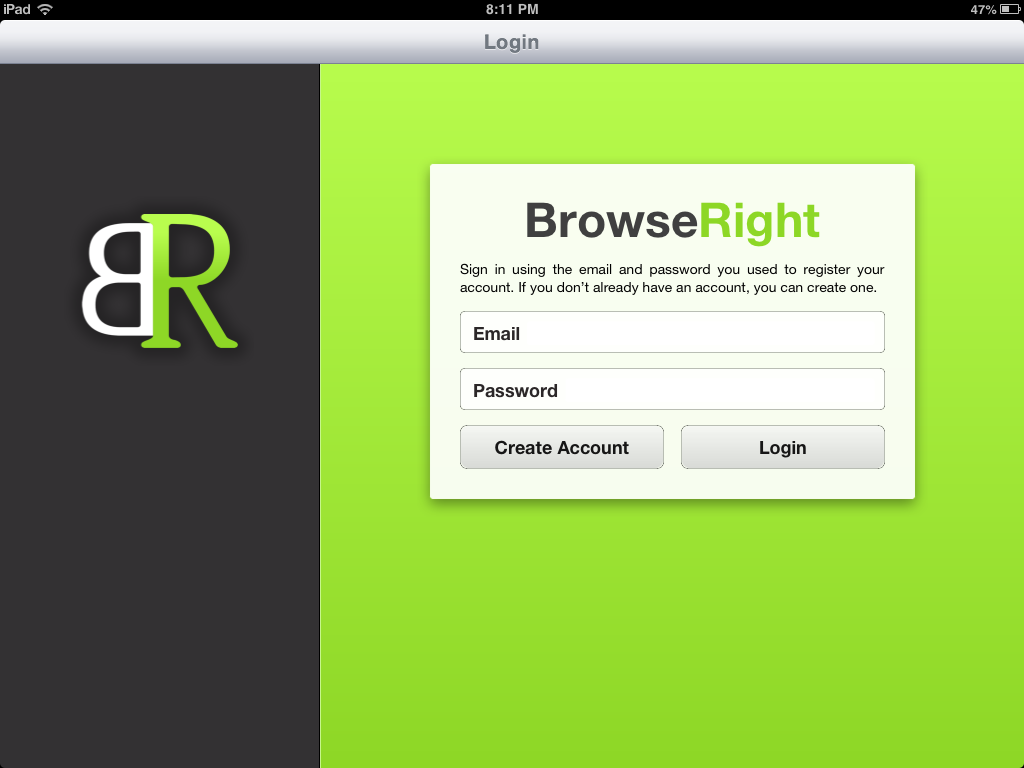 iPad 8:11 PM 47%
Login
BR
BrowseRight
Sign in using the email and password you used to register your
account. If you don’t already have an account, you can create one.
Email
Password
Create Account Login